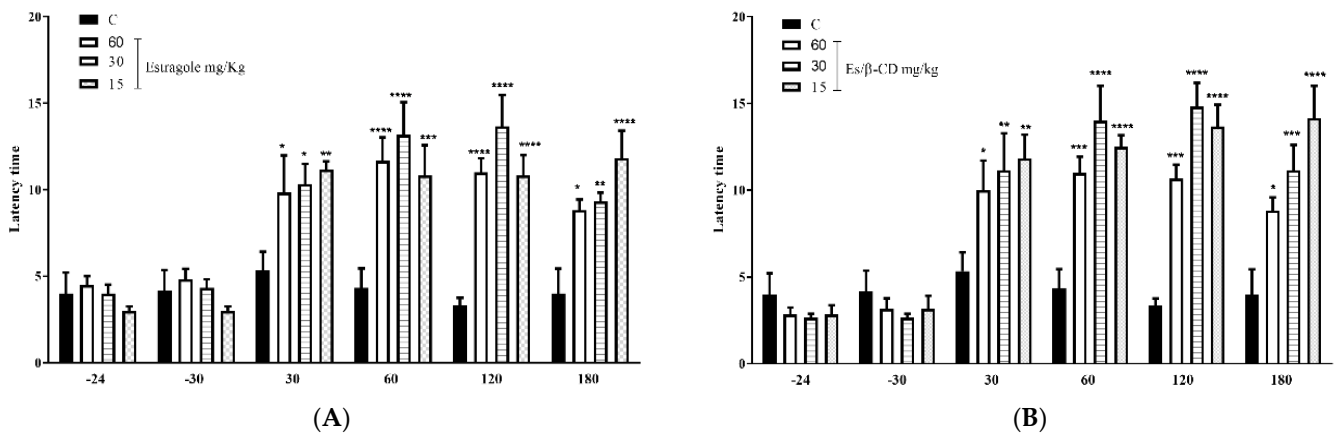 20
15
10
5
0
Latency time
C
60
30
15
Estragole mg/Kg
* * **
**** **** ***
**** **** ****
* ** ****
-24 -30 30 60 120 180
(A)
20
15
10
5
0
Latency time
C
60
30
15
Es/β-CD mg/kg
* ** **
*** **** ****
*** **** ****
* *** ****
-24 -30 30 60 120 180
(B)